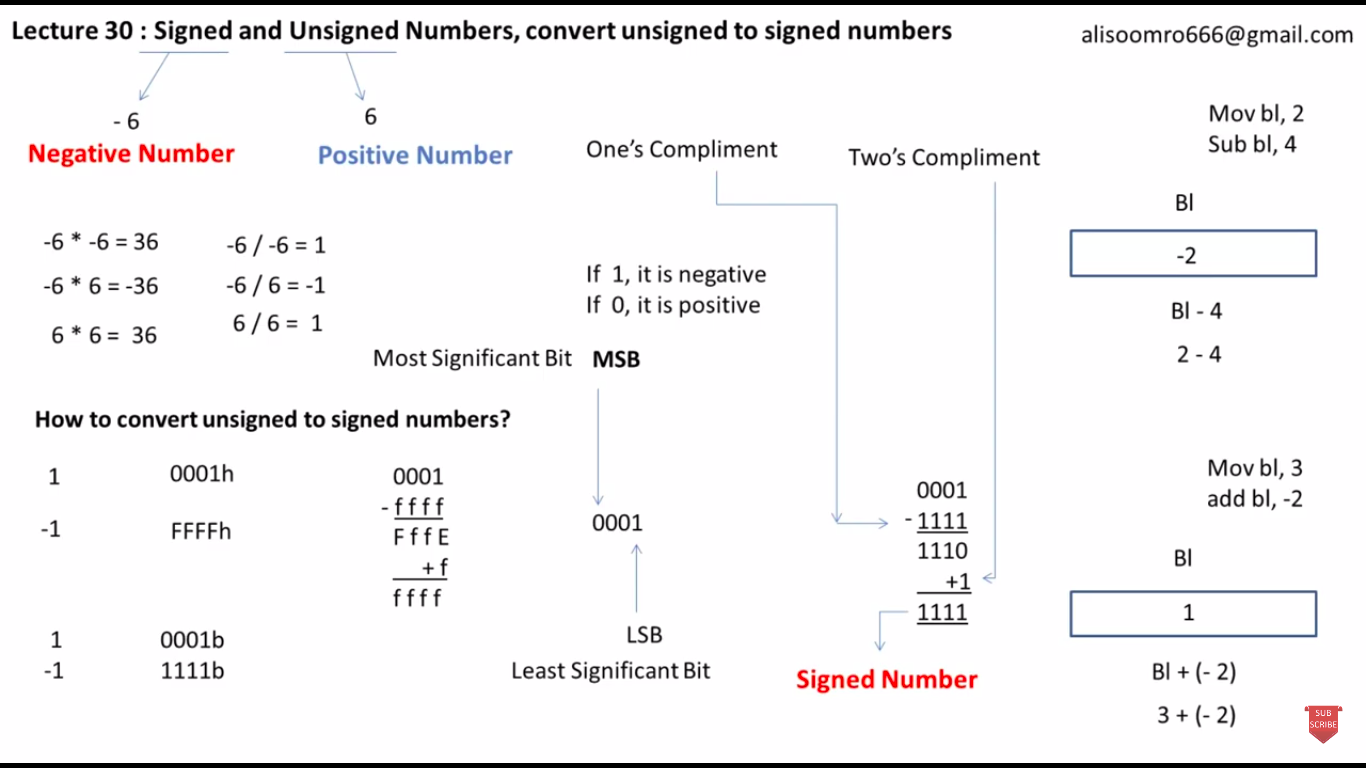 Lecture 30 : Signed and Unsigned Numbers, convert unsigned to signed numbers
alisoomro666@gmail.com
- 6
6
Negative Number
Positive Number
One's Compliment
Two's Compliment
Mov bl, 2
Sub bl, 4
Bl
-2
Bl - 4
2 - 4
-6 * -6 = 36
-6 * 6 = -36
6 * 6 = 36
-6 / -6 = 1
-6 / 6 = -1
6 / 6 = 1
If 1, it is negative
If 0, it is positive
Most Significant Bit MSB
How to convert unsigned to signed numbers?
1 0001h
-1 FFFFh
1 0001b
-1 1111b
0001
- f f f f
F f f E
+ f
f f f f
0001
LSB
Least Significant Bit
0001
- 1111
1110
+1
1111
Signed Number
Mov bl, 3
add bl, -2
Bl
1
Bl + (- 2)
3 + (- 2)
SUB
SCRIBE